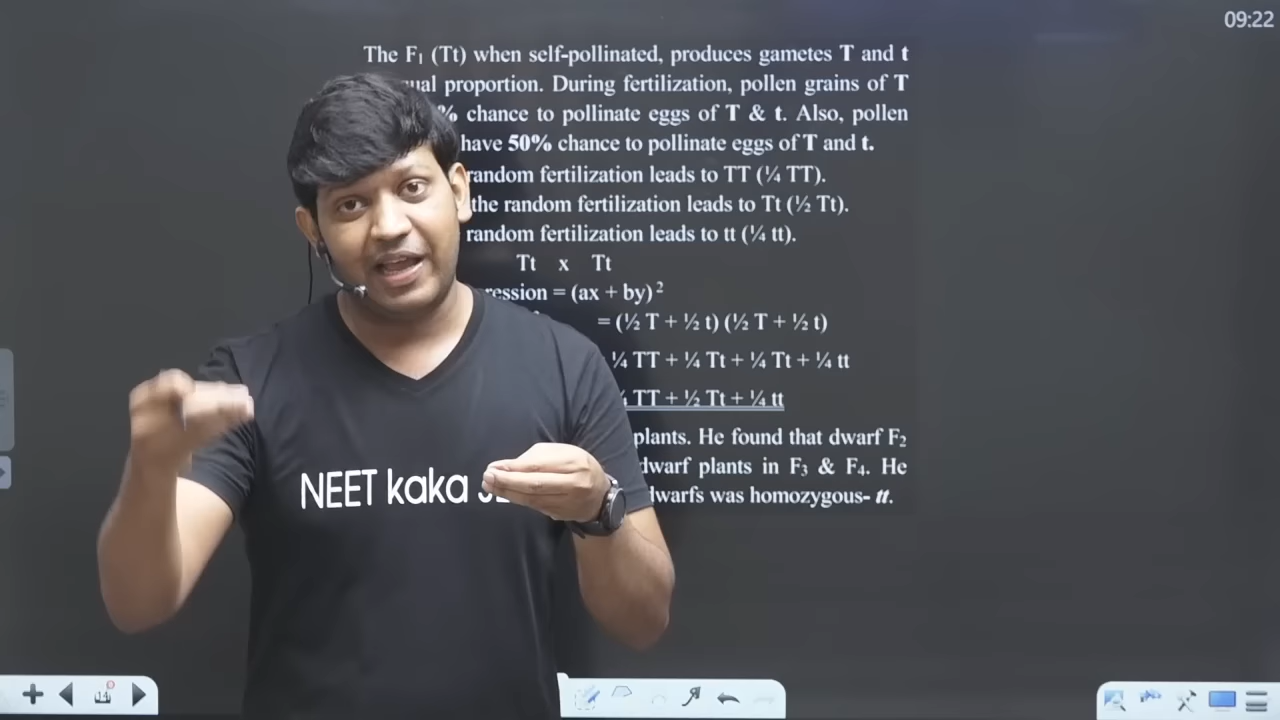 09:22
The F₁ (Tt) when self-pollinated, produces gametes T and t
proportion. During fertilization, pollen grains of T
% chance to pollinate eggs of T & t. Also, pollen
have 50% chance to pollinate eggs of T and t.
random fertilization leads to TT (¼ TT).
the random fertilization leads to Tt (½ Tt).
random fertilization leads to tt (¼ tt).
Tt x Tt
= (ax + by)²
= (½ T + ½ t) (½ T + ½ t)
¼ TT + ¼ Tt + ¼ Tt + ¼ tt
TT + ½ Tt + ¼ tt
plants. He found that dwarf F₂
dwarf plants in F₃ & F₄. He
dwarfs was homozygous- tt.
NEET kaka